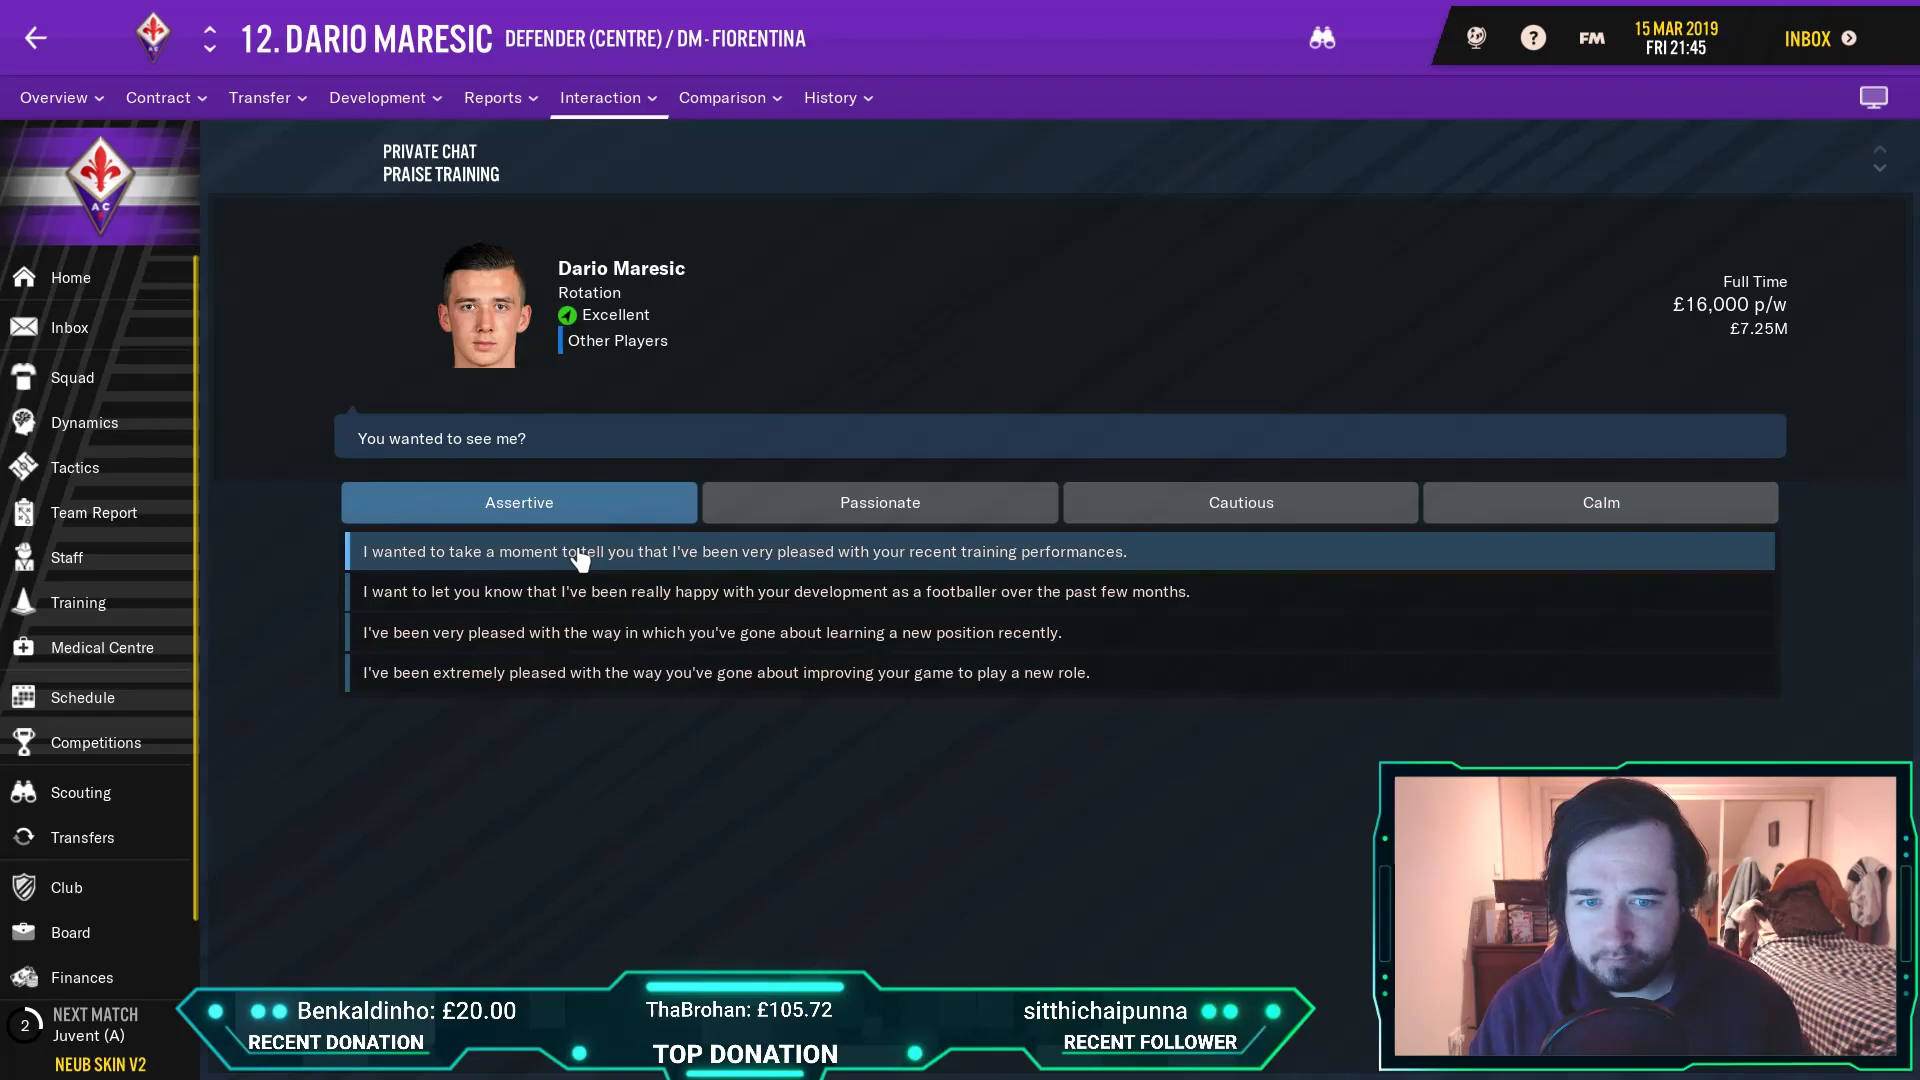 12. DARIO MARESIC DEFENDER (CENTRE) / DM - FIORENTINA
FM
15 MAR 2019
FRI 21:45
INBOX
Overview
Contract
Transfer
Development
Reports
Interaction
Comparison
History
PRIVATE CHAT
PRAISE TRAINING
A C
Home
Inbox
Squad
Dynamics
Tactics
Team Report
Staff
Training
Medical Centre
Schedule
Competitions
Scouting
Transfers
Club
Board
Finances
2
NEXT MATCH
Juvent (A)
NEUB SKIN V2
Dario Maresic
Rotation
Excellent
Other Players
Full Time
£16,000 p/w
£7.25M
You wanted to see me?
Assertive
Passionate
Cautious
Calm
I wanted to take a moment to tell you that I've been very pleased with your recent training performances.
I want to let you know that I've been really happy with your development as a footballer over the past few months.
I've been very pleased with the way in which you've gone about learning a new position recently.
I've been extremely pleased with the way you've gone about improving your game to play a new role.
Benkaldinho: £20.00
RECENT DONATION
ThaBrohan: £105.72
TOP DONATION
sitthichaipunna
RECENT FOLLOWER